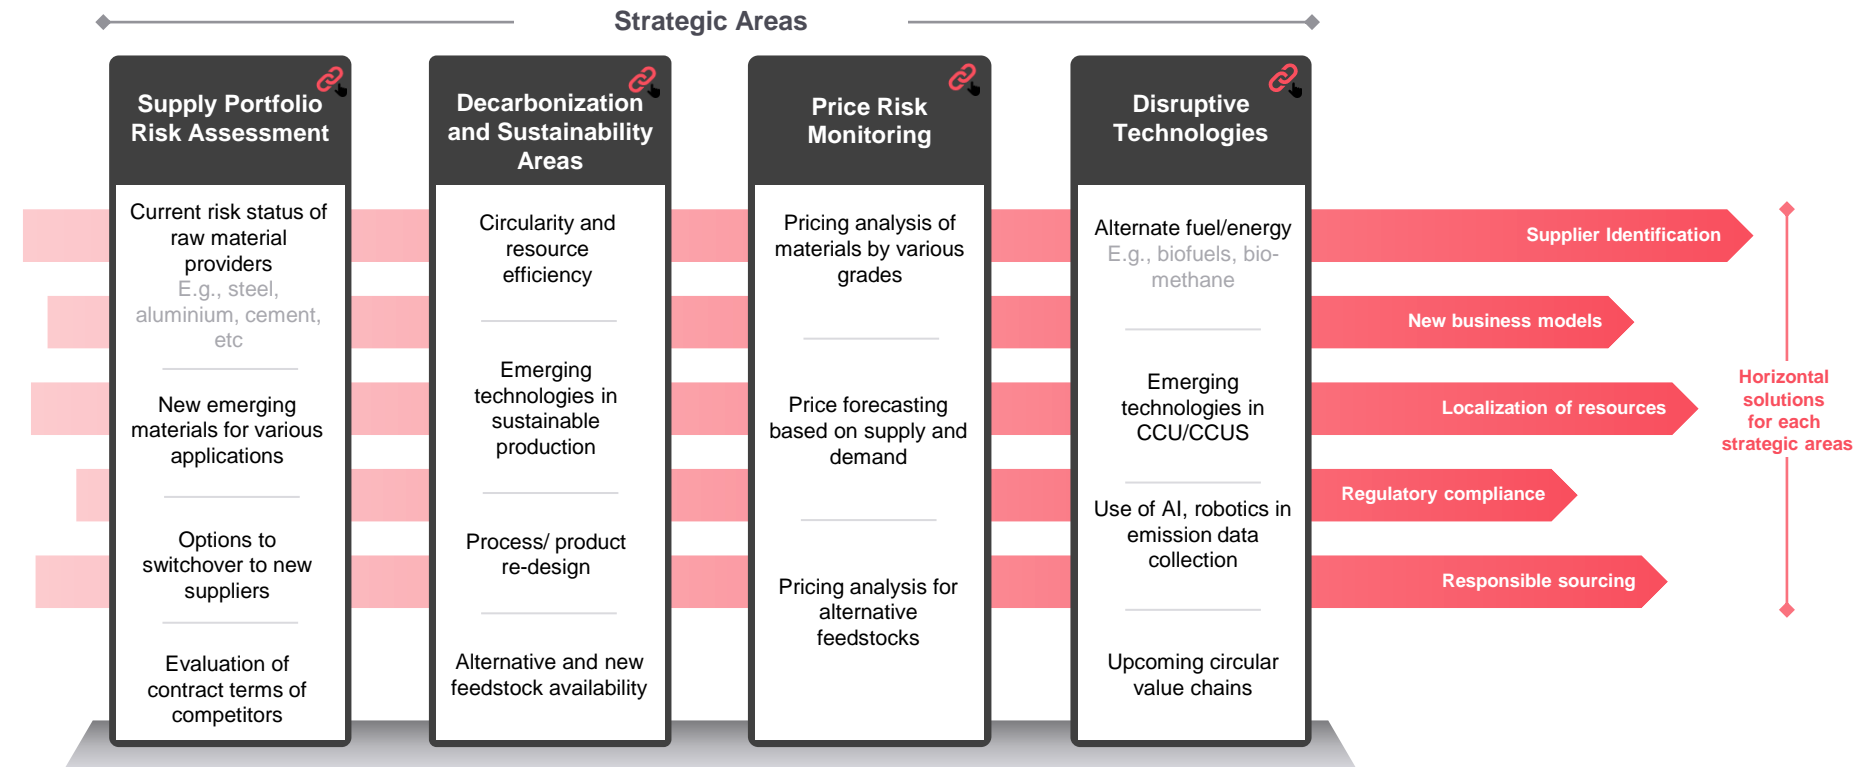 Strategic Areas
Supply Portfolio
Risk Assessment
Current risk status of
raw material
providers
E.g., steel,
aluminium, cement,
etc
New emerging
materials for various
applications
Options to
switchover to new
suppliers
Evaluation of
contract terms of
competitors
Decarbonization
and Sustainability
Areas
Circularity and
resource
efficiency
Emerging
technologies in
sustainable
production
Process/ product
re-design
Alternative and new
feedstock availability
Price Risk
Monitoring
Pricing analysis of
materials by various
grades
Price forecasting
based on supply and
demand
Pricing analysis for
alternative
feedstocks
Disruptive
Technologies
Alternate fuel/energy
E.g., biofuels, bio-
methane
Emerging
technologies in
CCU/CCUS
Use of AI, robotics in
emission data
collection
Upcoming circular
value chains
Supplier Identification
New business models
Localization of resources
Regulatory compliance
Responsible sourcing
Horizontal
solutions
for each
strategic areas